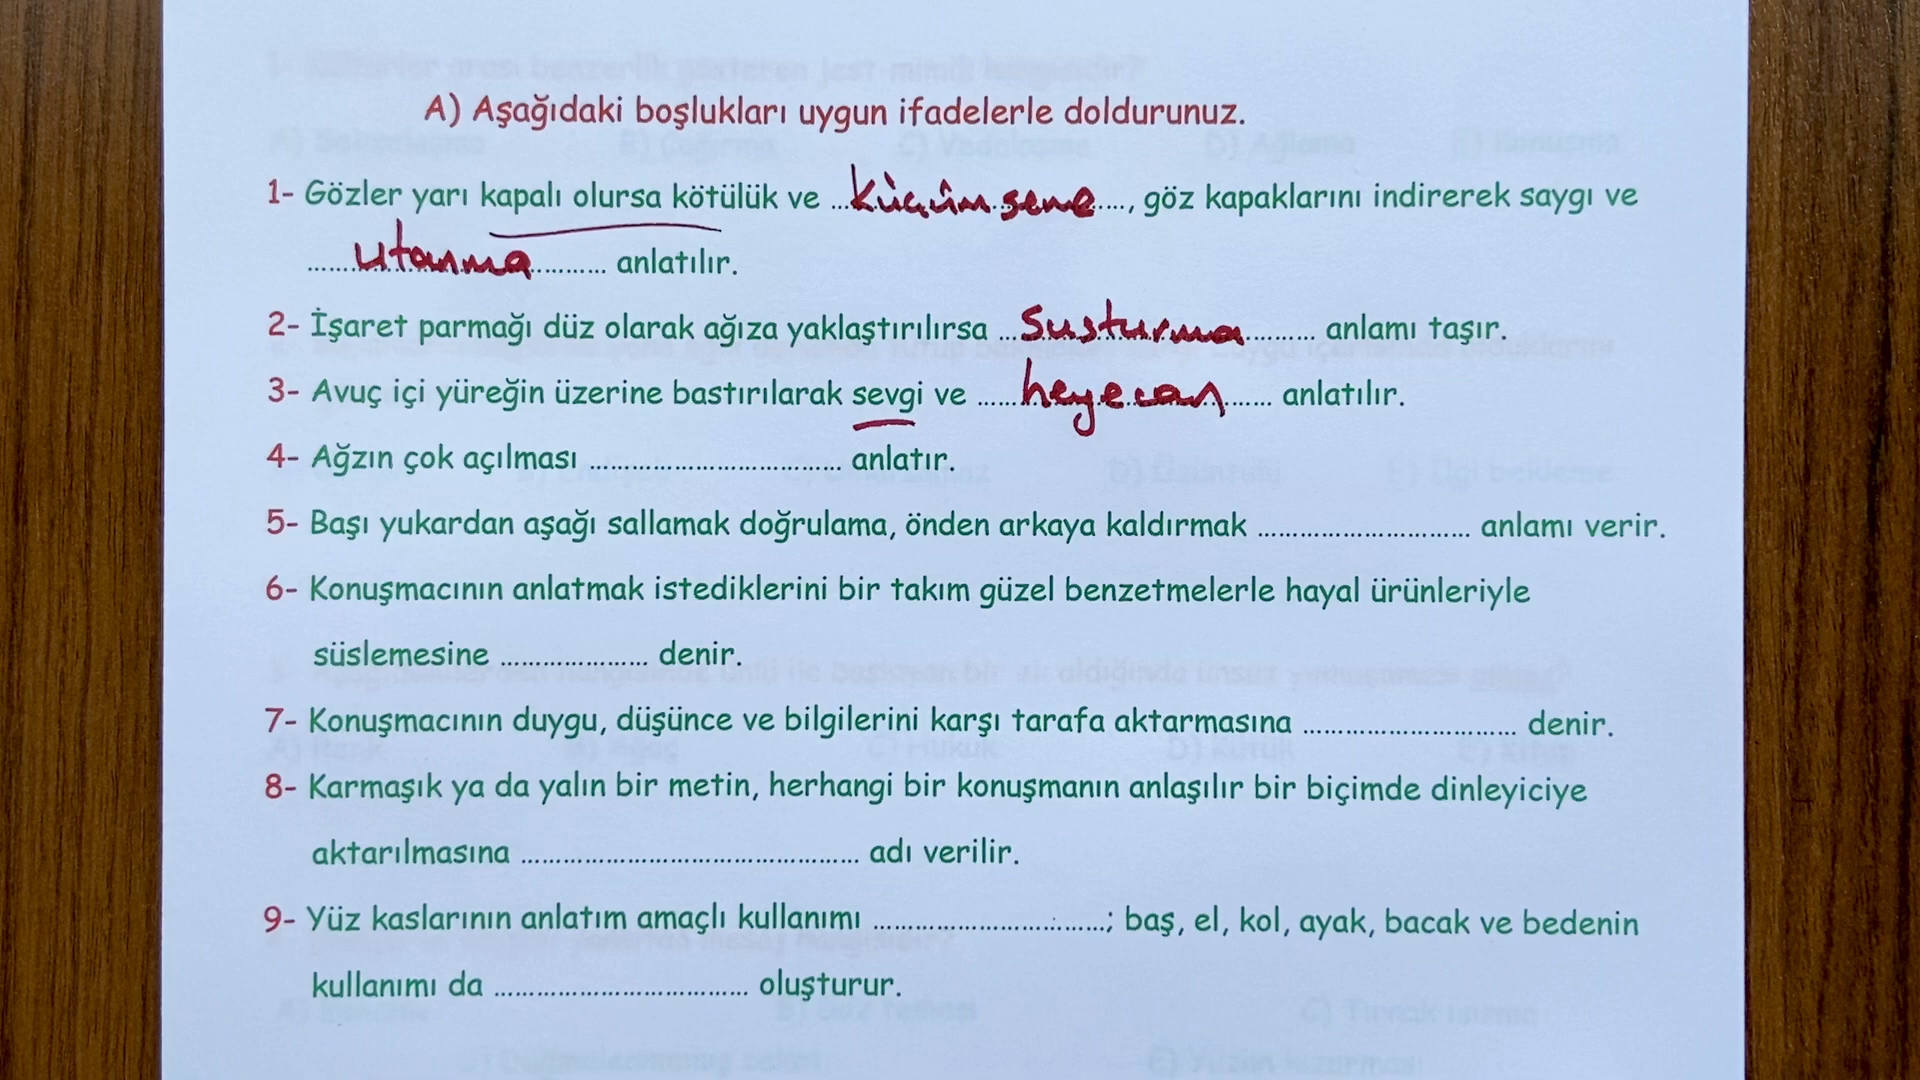 A) Aşağıdaki boşlukları uygun ifadelerle doldurunuz.
1- Gözler yarı kapalı olursa kötülük ve ...küçümseme..., göz kapaklarını indirerek saygı ve
......utanma.......... anlatılır.
2- İşaret parmağı düz olarak ağıza yaklaştırılırsa ...susturma.......... anlamı taşır.
3- Avuç içi yüreğin üzerine bastırılarak sevgi ve ......heyecan....... anlatılır.
4- Ağzın çok açılması .................................... anlatır.
5- Başı yukardan aşağı sallamak doğrulama, önden arkaya kaldırmak .............................. anlamı verir.
6- Konuşmacının anlatmak istediklerini bir takım güzel benzetmelerle hayal ürünleriyle
süslemesine ..................... denir.
7- Konuşmacının duygu, düşünce ve bilgilerini karşı tarafa aktarmasına .............................. denir.
8- Karmaşık ya da yalın bir metin, herhangi bir konuşmanın anlaşılır bir biçimde dinleyiciye
aktarılmasına ................................................ adı verilir.
9- Yüz kaslarının anlatım amaçlı kullanımı ................................; baş, el, kol, ayak, bacak ve bedenin
kullanımı da .................................... oluşturur.